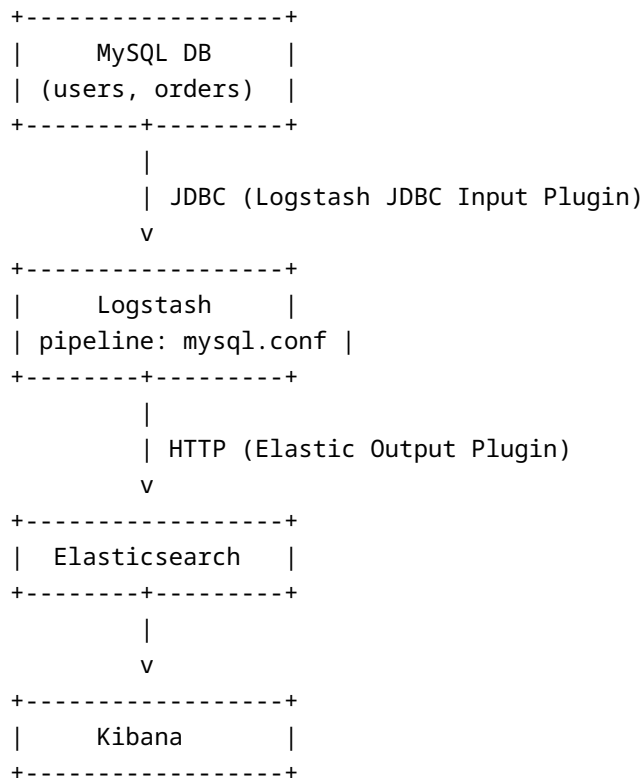 +------------------+
|     MySQL DB     |
| (users, orders)  |
+--------+---------+
         |
         | JDBC (Logstash JDBC Input Plugin)
         v
+------------------+
|     Logstash     |
| pipeline: mysql.conf |
+--------+---------+
         |
         | HTTP (Elastic Output Plugin)
         v
+------------------+
|  Elasticsearch   |
+--------+---------+
         |
         v
+------------------+
|     Kibana       |
+------------------+